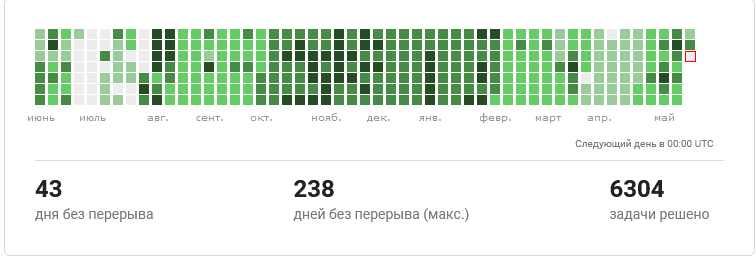 июнь июль авг. сент. окт. нояб. дек. янв. февр. март апр. май
Следующий день в 00:00 UTC
43 238 6304
дня без перерыва дней без перерыва (макс.) задачи решено